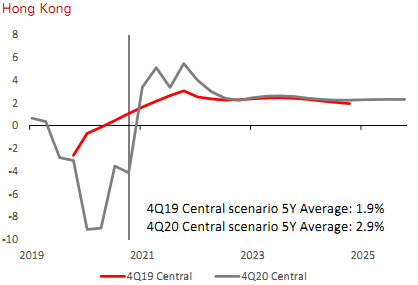 Hong Kong
8
6
4
2
0
-2
-4
-6
-8
-10
4Q19 Central scenario 5Y Average: 1.9%
4Q20 Central scenario 5Y Average: 2.9%
2019 2021 2023 2025
4Q19 Central 4Q20 Central